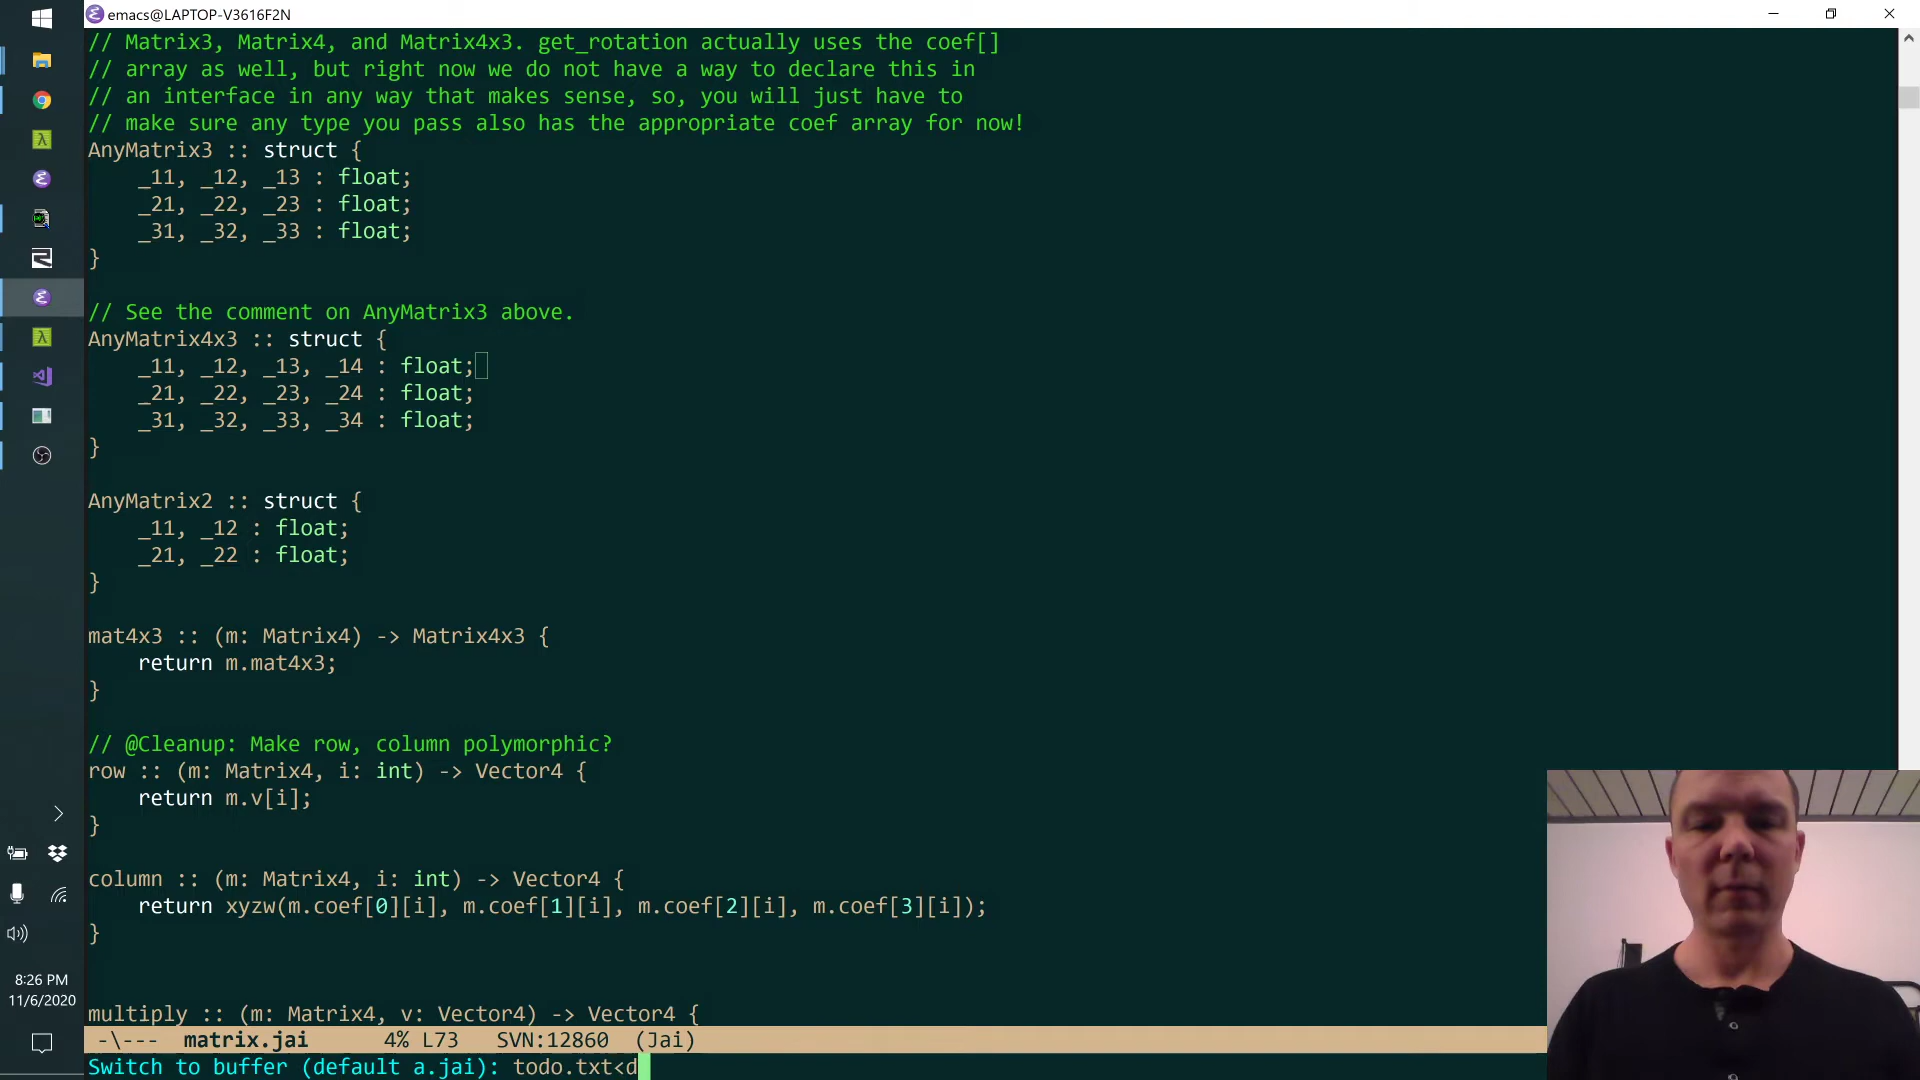 emacs@LAPTOP-V3616F2N
// Matrix3, Matrix4, and Matrix4x3. get_rotation actually uses the coef[]
// array as well, but right now we do not have a way to declare this in
// an interface in any way that makes sense, so, you will just have to
// make sure any type you pass also has the appropriate coef array for now!
AnyMatrix3 :: struct {
    _11, _12, _13 : float;
    _21, _22, _23 : float;
    _31, _32, _33 : float;
}
// See the comment on AnyMatrix3 above.
AnyMatrix4x3 :: struct {
    _11, _12, _13, _14 : float;
    _21, _22, _23, _24 : float;
    _31, _32, _33, _34 : float;
}
AnyMatrix2 :: struct {
    _11, _12 : float;
    _21, _22 : float;
}
mat4x3 :: (m: Matrix4) -> Matrix4x3 {
    return m.mat4x3;
}
// @Cleanup: Make row, column polymorphic?
row :: (m: Matrix4, i: int) -> Vector4 {
    return m.v[i];
}
column :: (m: Matrix4, i: int) -> Vector4 {
    return xyzw(m.coef[0][i], m.coef[1][i], m.coef[2][i], m.coef[3][i]);
}
multiply :: (m: Matrix4, v: Vector4) -> Vector4 {
-\--- matrix.jai 4% L73 SVN:12860 (Jai)
Switch to buffer (default a.jai): todo.txt<d
8:26 PM
11/6/2020